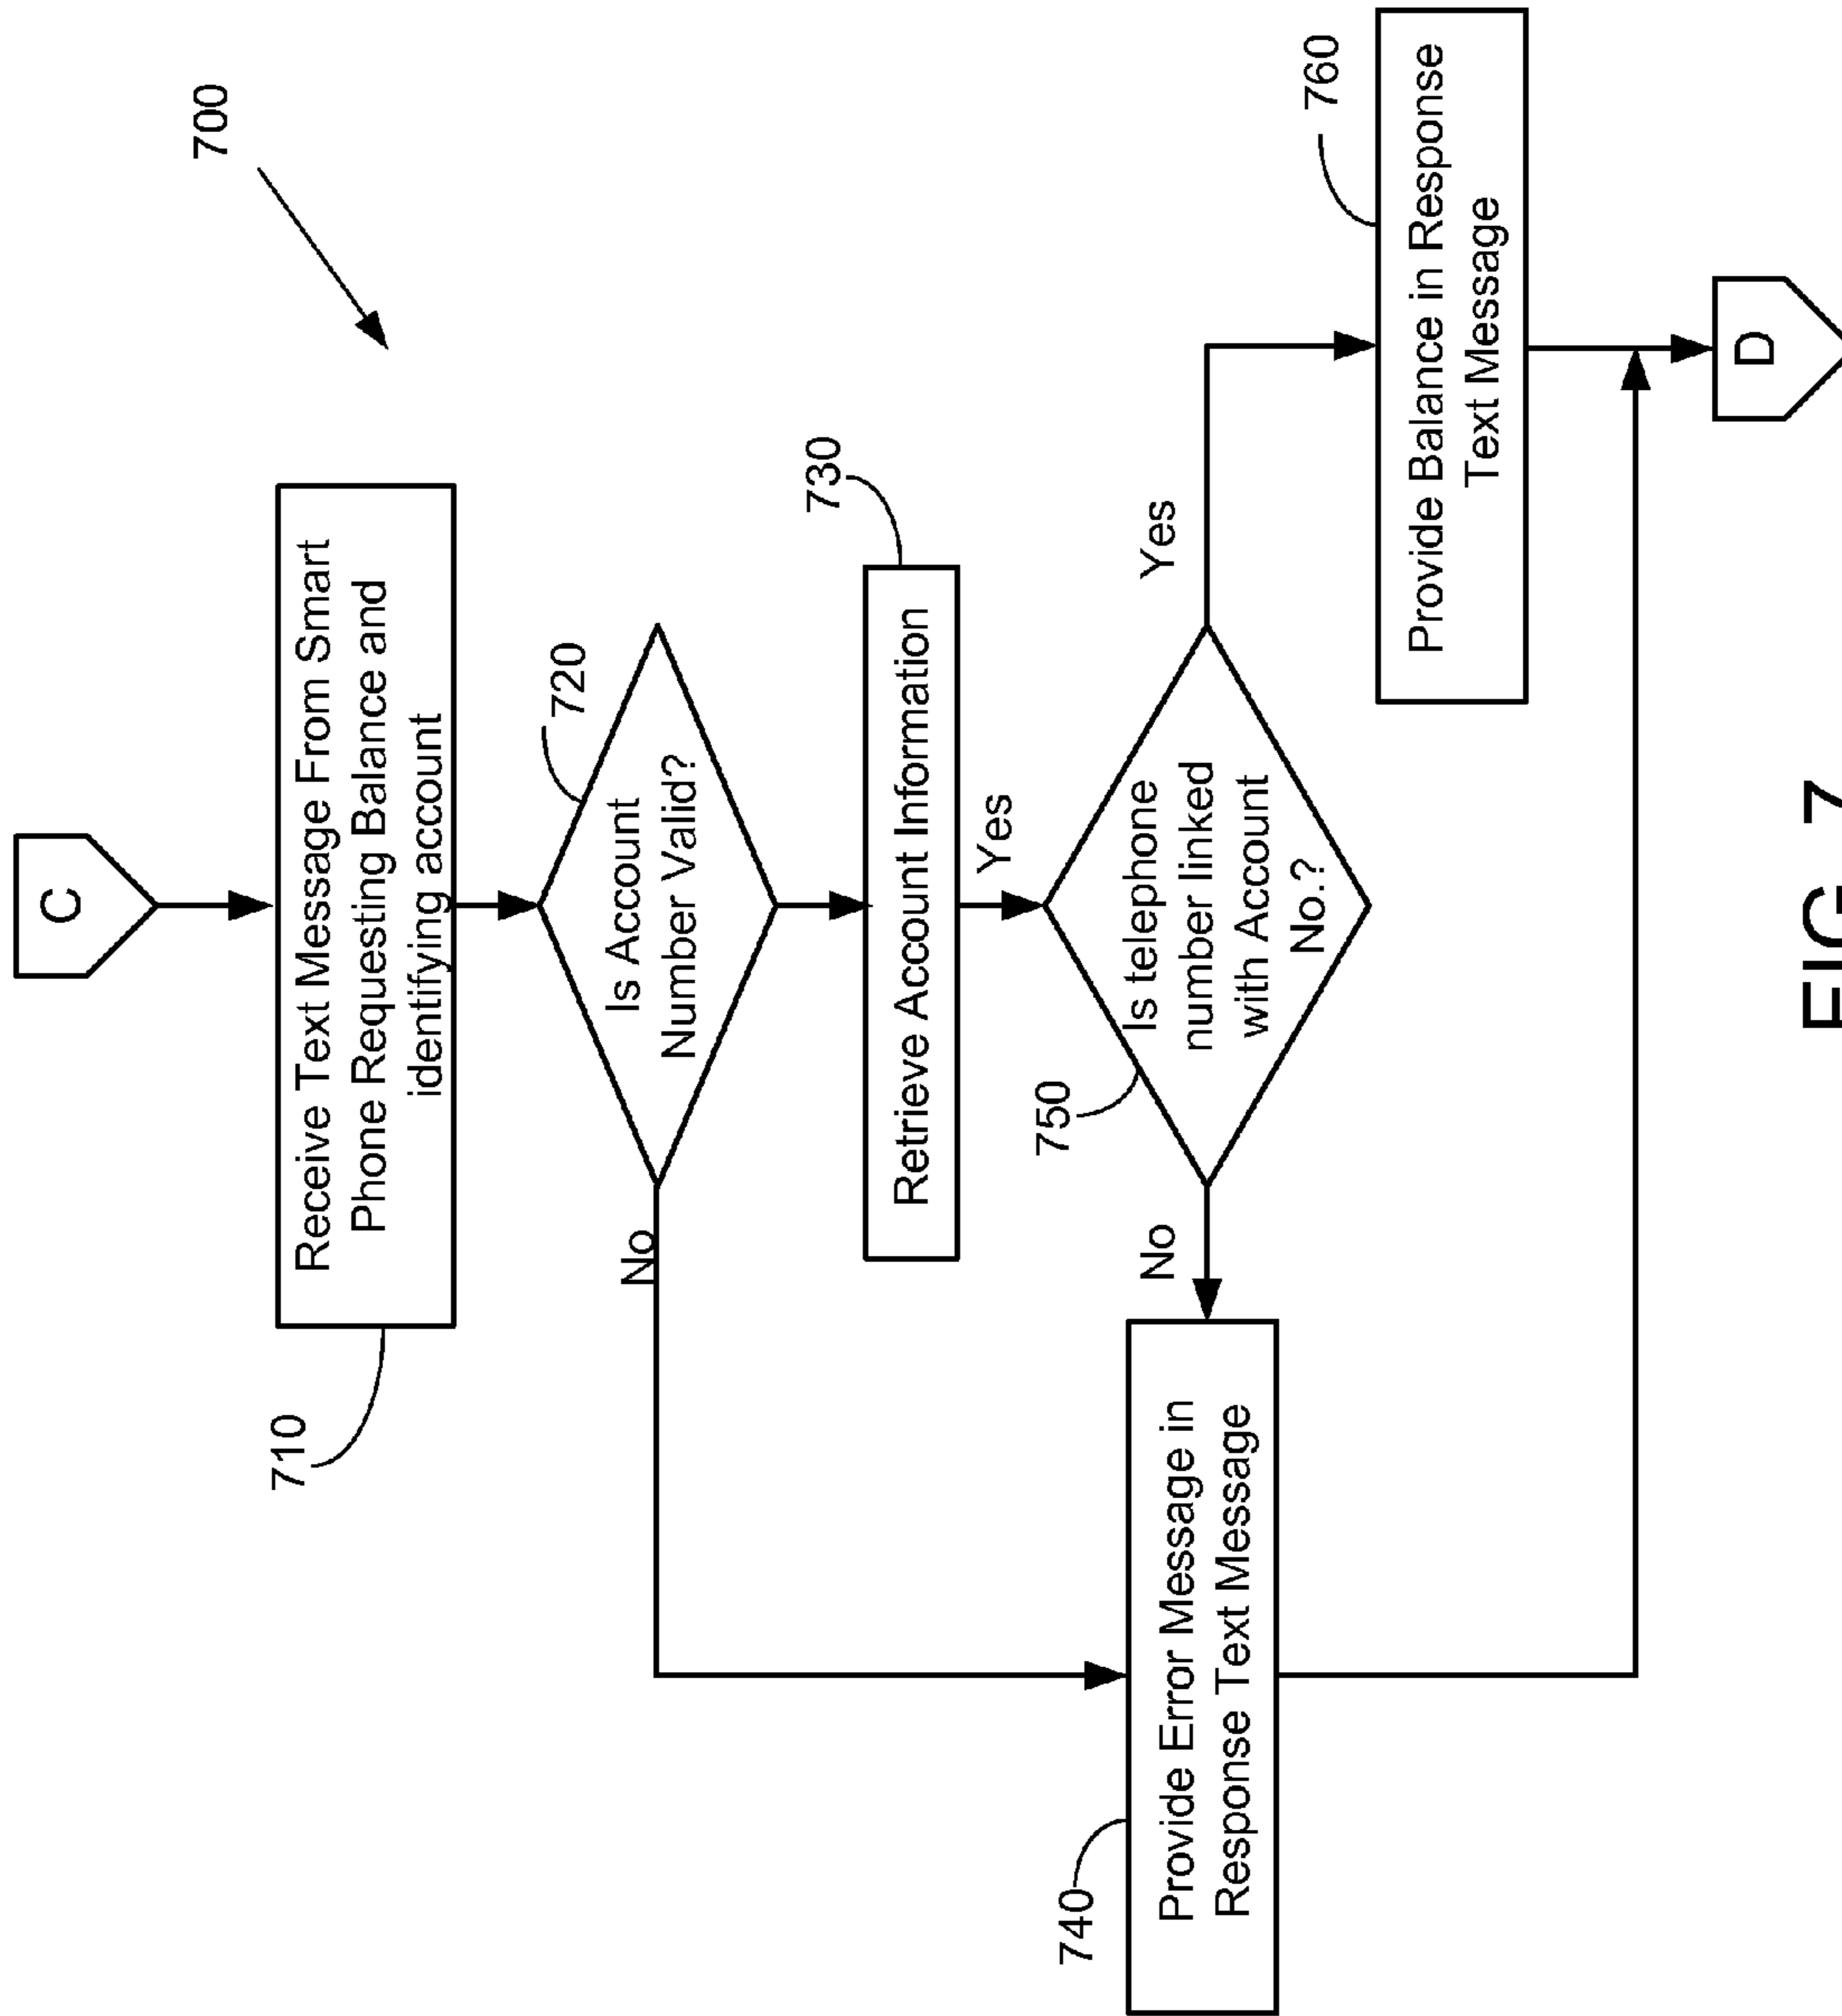 C
700
710
Receive Text Message From Smart
Phone Requesting Balance and
identifying account
720
Is Account
Number Valid?
No
730
Retrieve Account Information
Yes
750
Is telephone
number linked
with Account
No.?
No
Yes
740
Provide Error Message in
Response Text Message
760
Provide Balance in Response
Text Message
D
FIG. 7